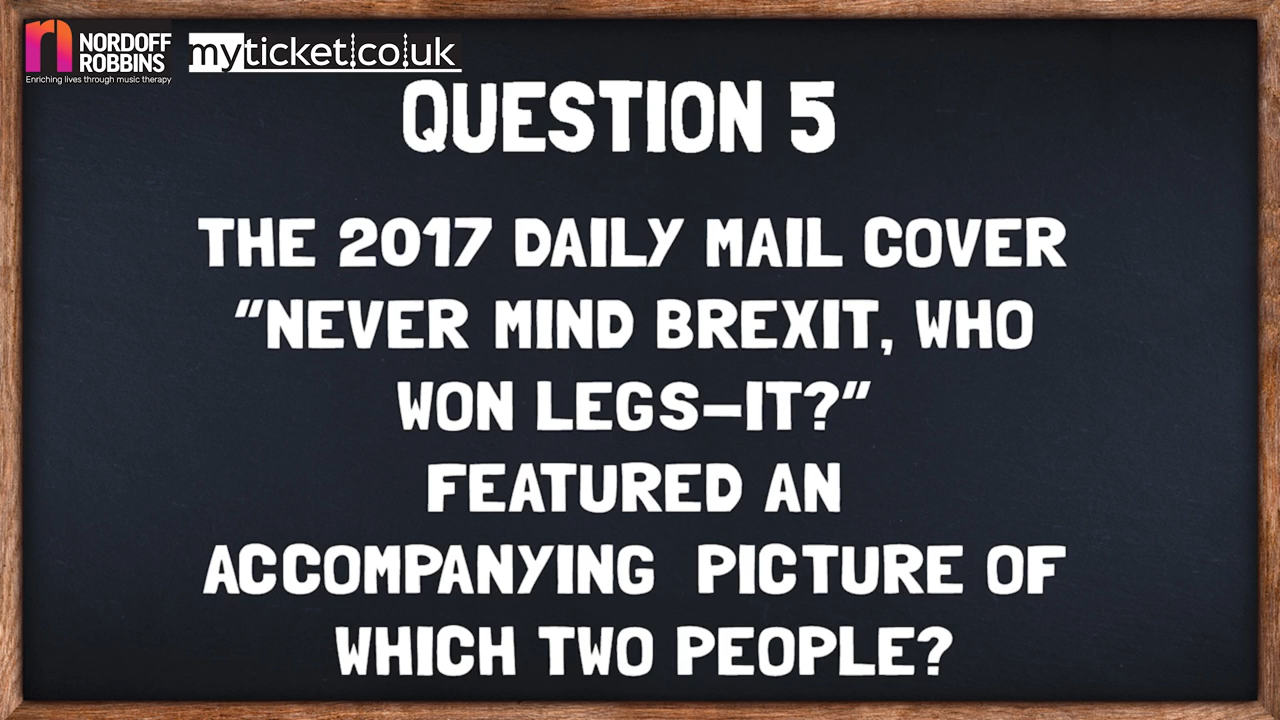 NORDOFF
ROBBINS
Enriching lives through music therapy
myticket.co.uk
QUESTION 5
THE 2017 DAILY MAIL COVER
“NEVER MIND BREXIT, WHO
WON LEGS–IT?”
FEATURED AN
ACCOMPANYING PICTURE OF
WHICH TWO PEOPLE?